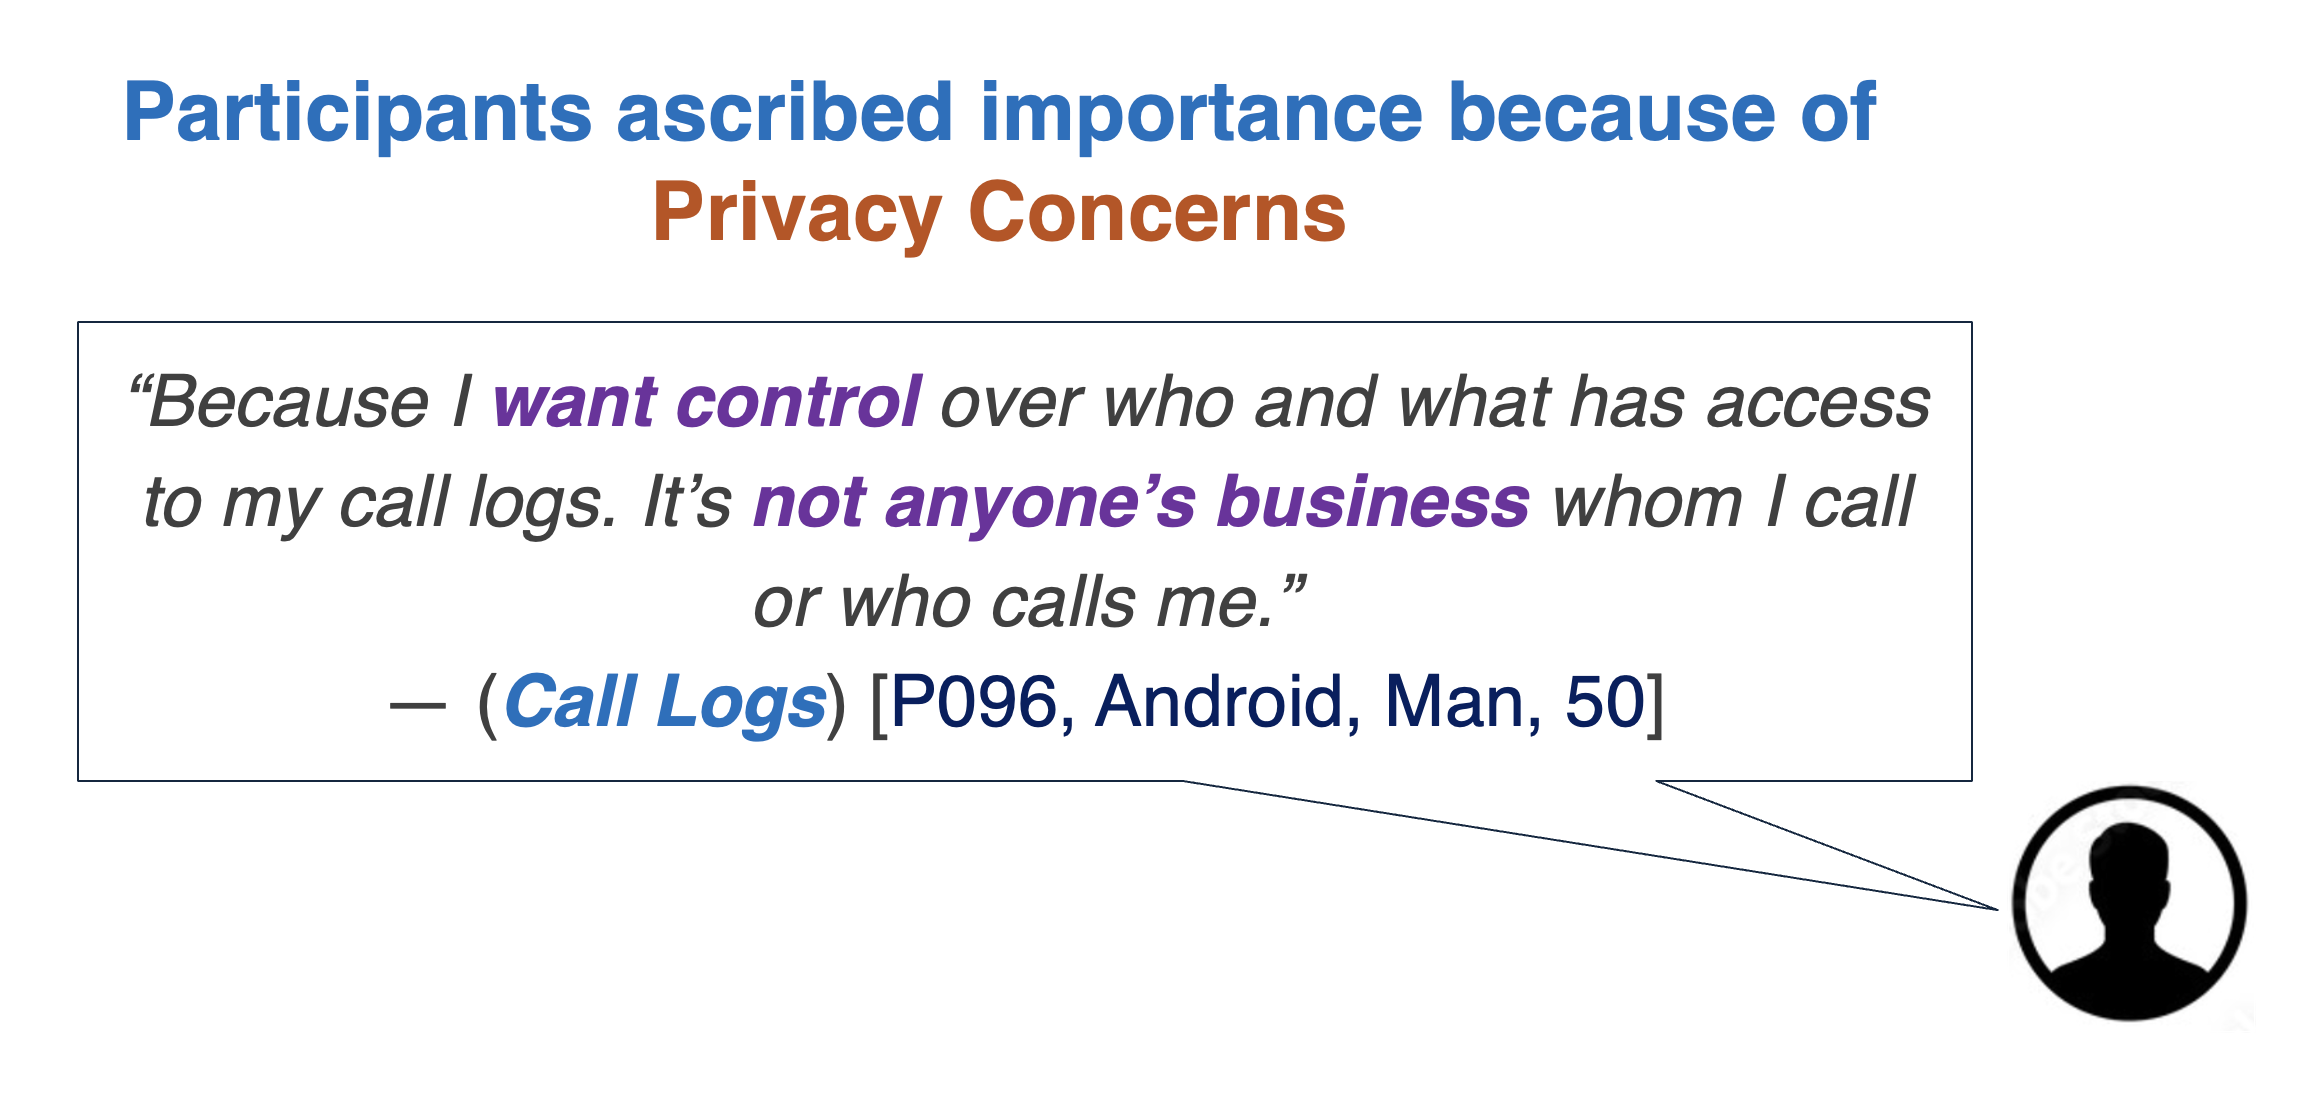 Participants ascribed importance because of
Privacy Concerns
“Because I want control over who and what has access
to my call logs. It’s not anyone’s business whom I call
or who calls me.”
— (Call Logs) [P096, Android, Man, 50]